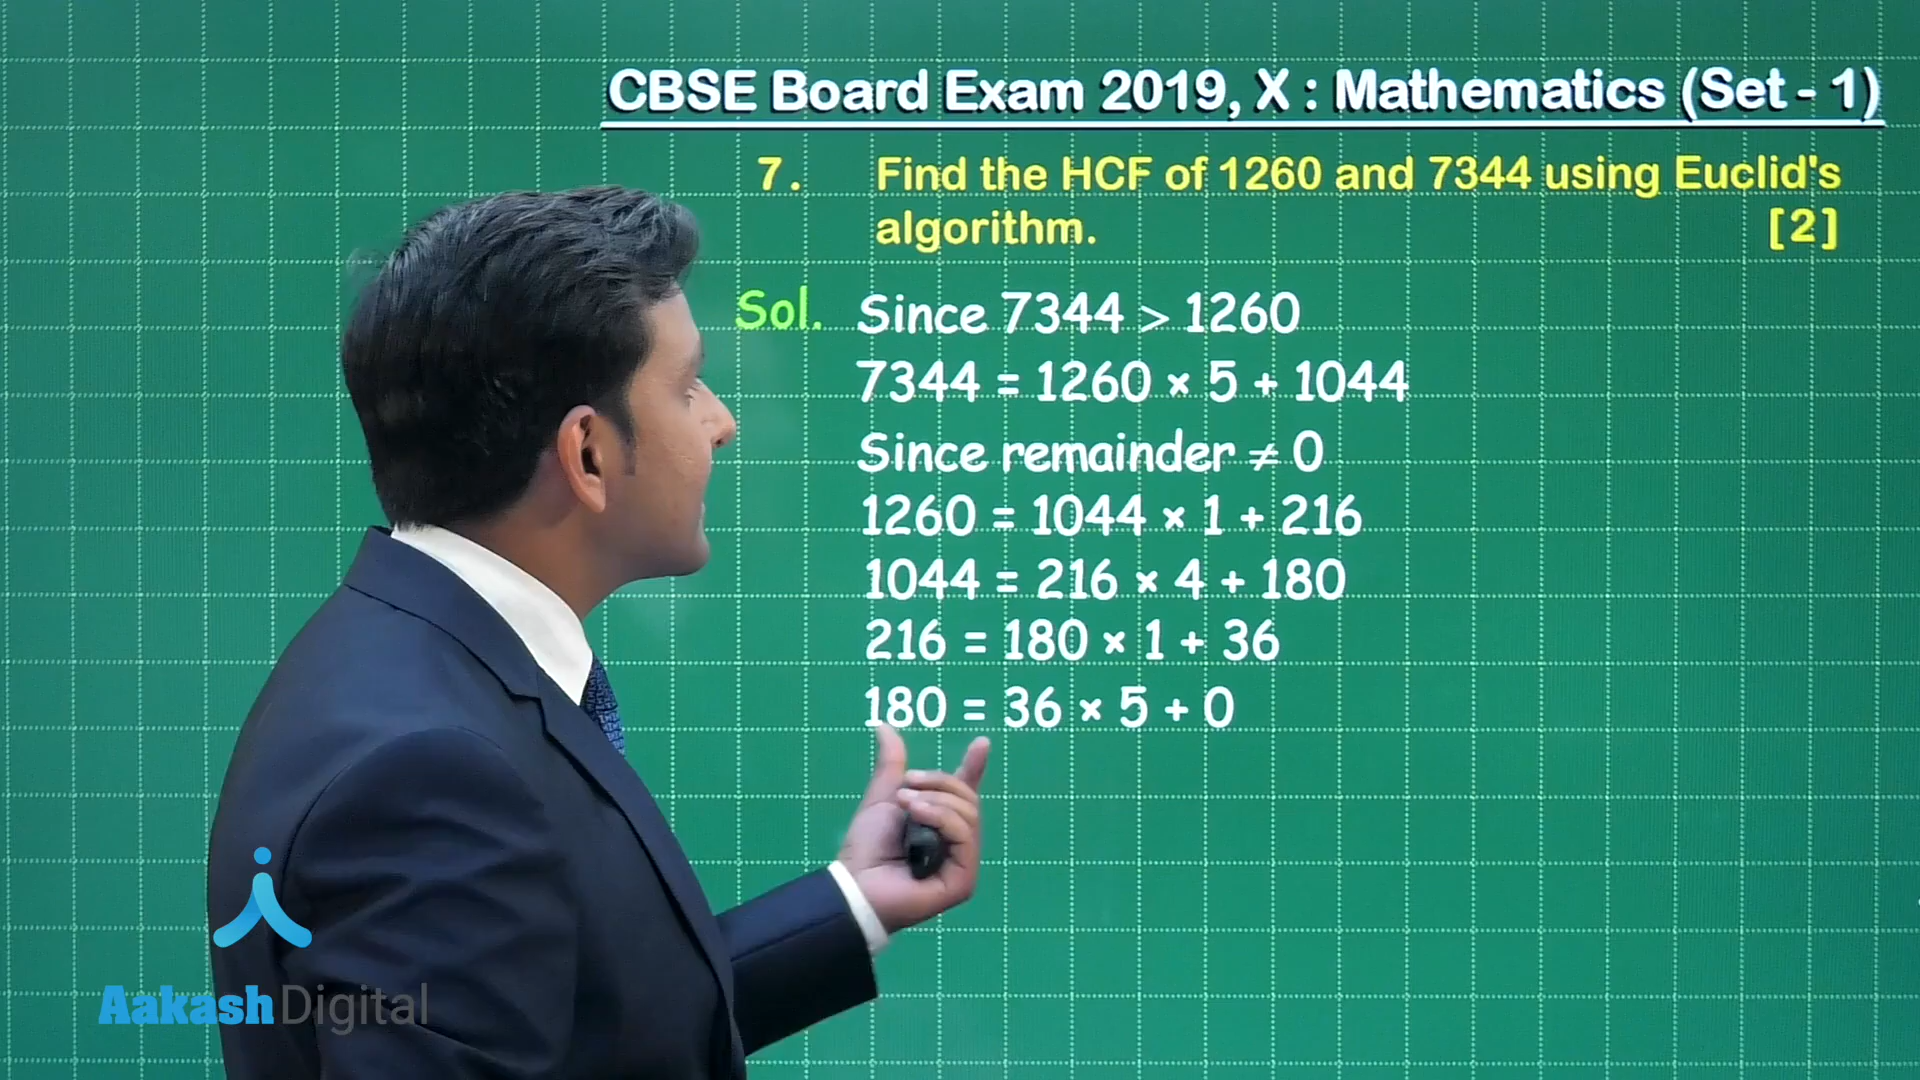 CBSE Board Exam 2019, X : Mathematics (Set - 1)
7. Find the HCF of 1260 and 7344 using Euclid's
algorithm. [2]
Sol. Since 7344 > 1260
7344 = 1260 × 5 + 1044
Since remainder ≠ 0
1260 = 1044 × 1 + 216
1044 = 216 × 4 + 180
216 = 180 × 1 + 36
180 = 36 × 5 + 0
Aakash Digital